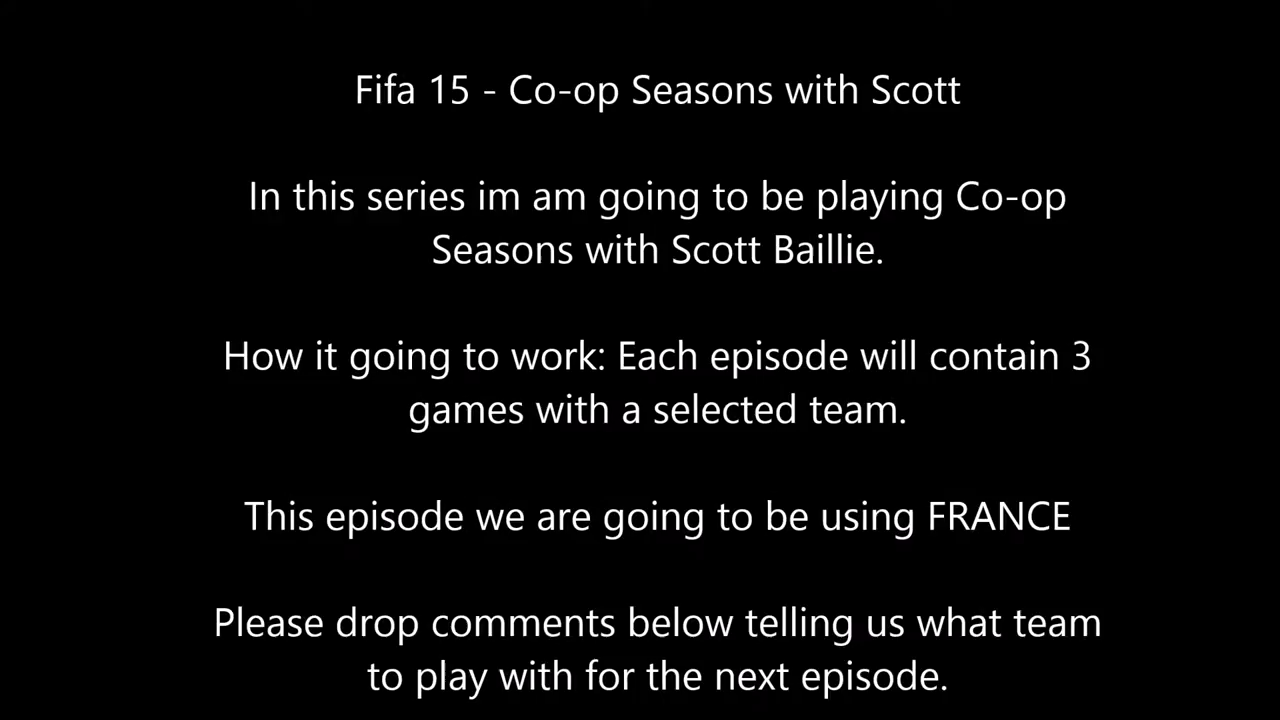 Fifa 15 - Co-op Seasons with Scott
In this series im am going to be playing Co-op
Seasons with Scott Baillie.
How it going to work: Each episode will contain 3
games with a selected team.
This episode we are going to be using FRANCE
Please drop comments below telling us what team
to play with for the next episode.